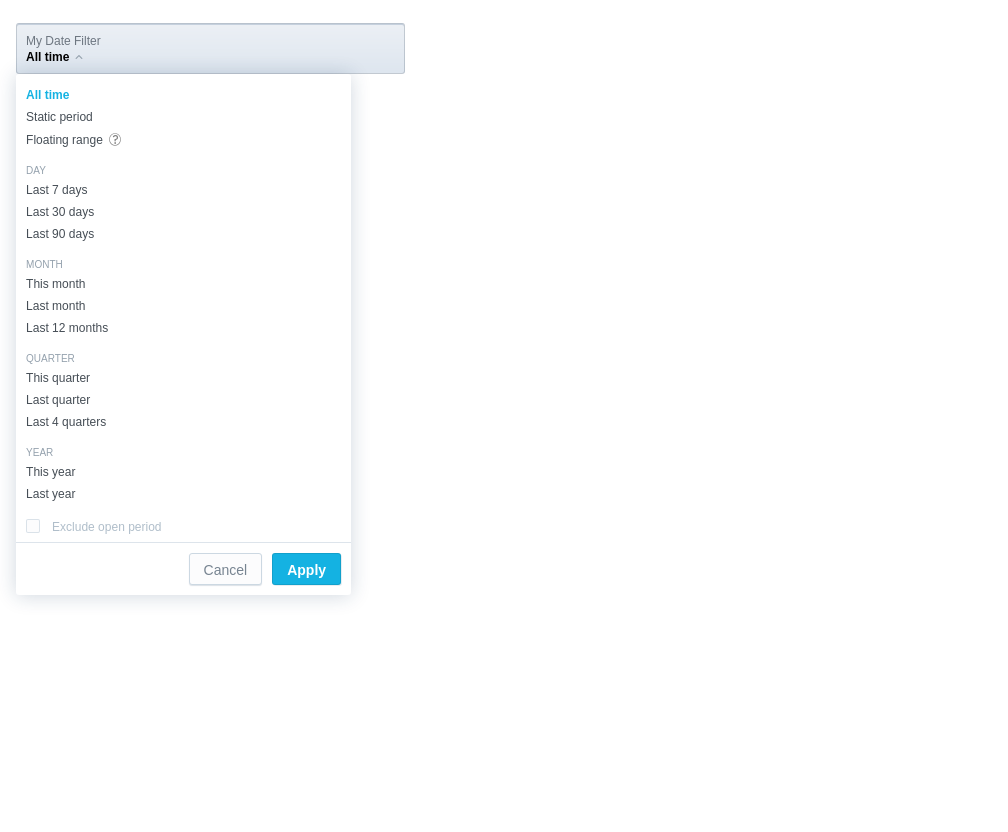 My Date Filter
All time
All time
Static period
Floating range ?
DAY
Last 7 days
Last 30 days
Last 90 days
MONTH
This month
Last month
Last 12 months
QUARTER
This quarter
Last quarter
Last 4 quarters
YEAR
This year
Last year
Exclude open period
Cancel Apply